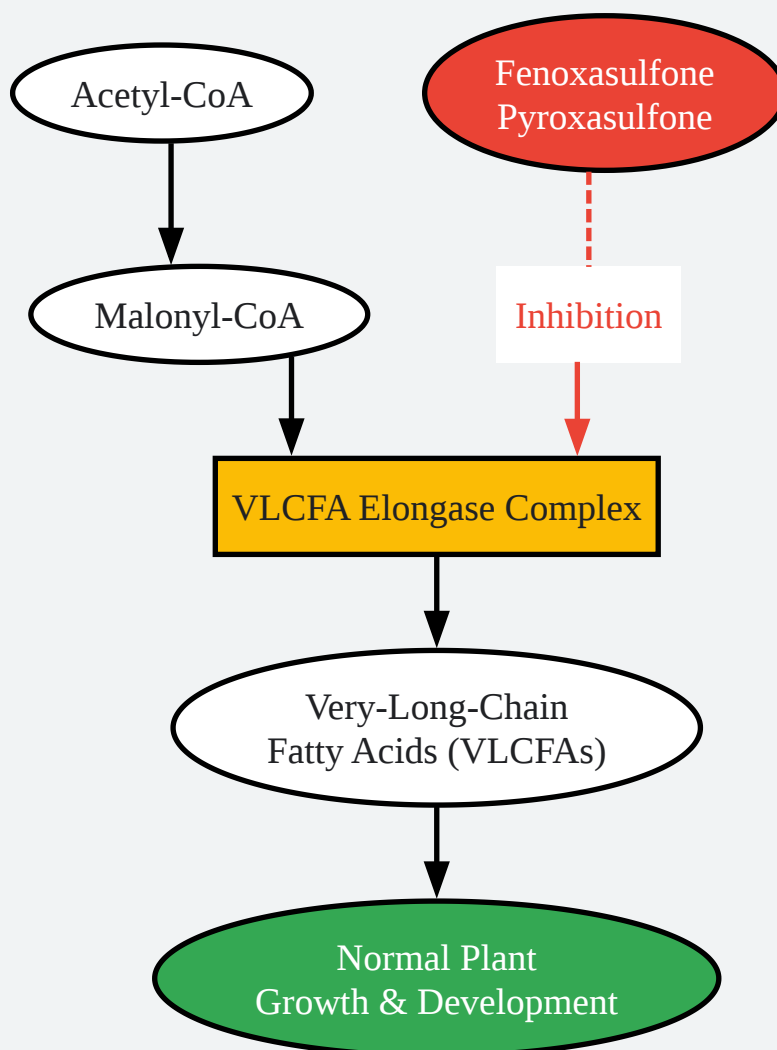 Acetyl-CoA
Fenoxasulfone
Pyroxasulfone
Malonyl-CoA
Inhibition
VLCFA Elongase Complex
Very-Long-Chain
Fatty Acids (VLCFAs)
Normal Plant
Growth & Development